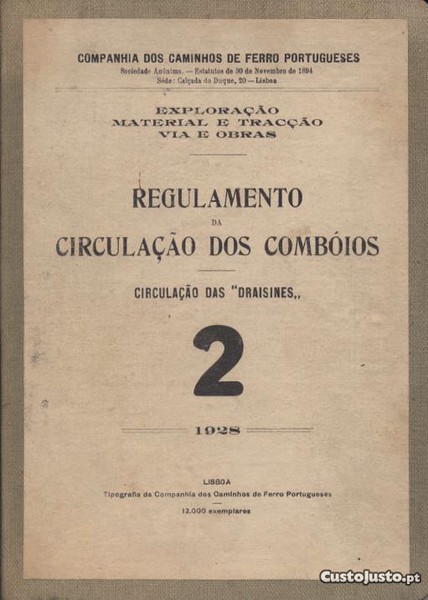 COMPANHIA DOS CAMINHOS DE FERRO PORTUGUESES
Sociedade Anónima. — Estatutos de 30 de Novembro de 1894
Séde: Calçada do Duque, 20 — Lisboa
EXPLORAÇÃO
MATERIAL E TRACÇÃO
VIA E OBRAS
REGULAMENTO
DA
CIRCULAÇÃO DOS COMBÓIOS
CIRCULAÇÃO DAS "DRAISINES„
2
1928
LISBOA
Tipografia da Companhia dos Caminhos de Ferro Portugueses
12.000 exemplares
CustoJusto.pt